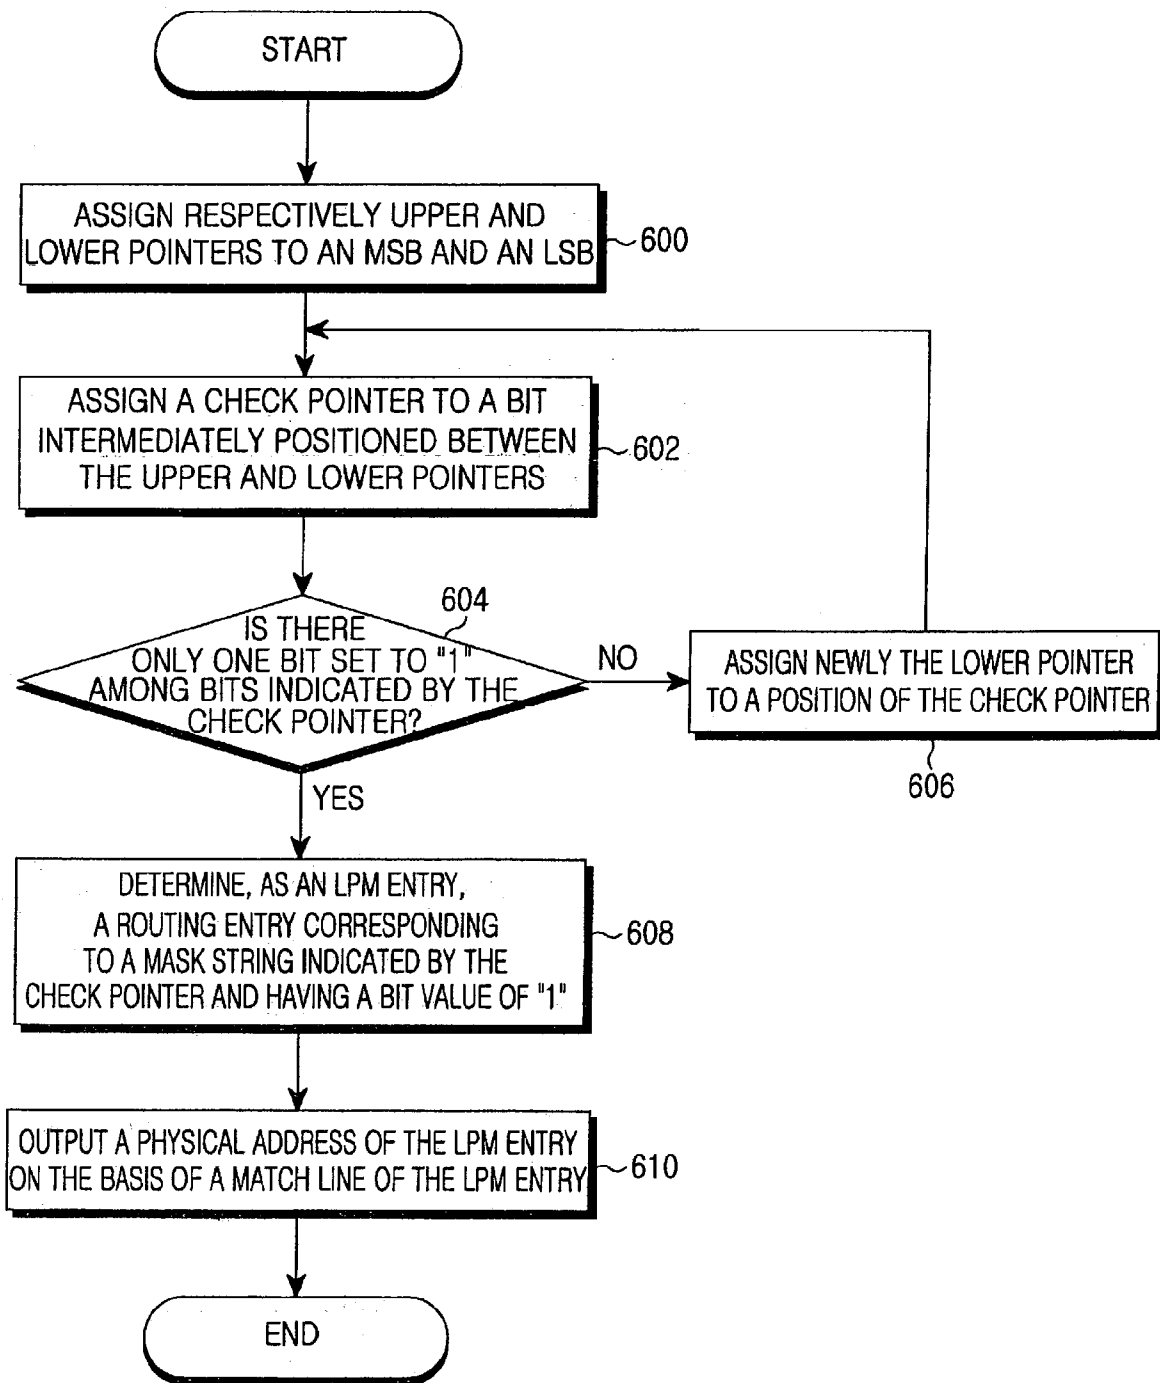 START
ASSIGN RESPECTIVELY UPPER AND
LOWER POINTERS TO AN MSB AND AN LSB
600
ASSIGN A CHECK POINTER TO A BIT
INTERMEDIATELY POSITIONED BETWEEN
THE UPPER AND LOWER POINTERS
602
604
IS THERE
ONLY ONE BIT SET TO "1"
AMONG BITS INDICATED BY THE
CHECK POINTER?
NO
ASSIGN NEWLY THE LOWER POINTER
TO A POSITION OF THE CHECK POINTER
606
YES
DETERMINE, AS AN LPM ENTRY,
A ROUTING ENTRY CORRESPONDING
TO A MASK STRING INDICATED BY THE
CHECK POINTER AND HAVING A BIT VALUE OF "1"
608
OUTPUT A PHYSICAL ADDRESS OF THE LPM ENTRY
ON THE BASIS OF A MATCH LINE OF THE LPM ENTRY
610
END